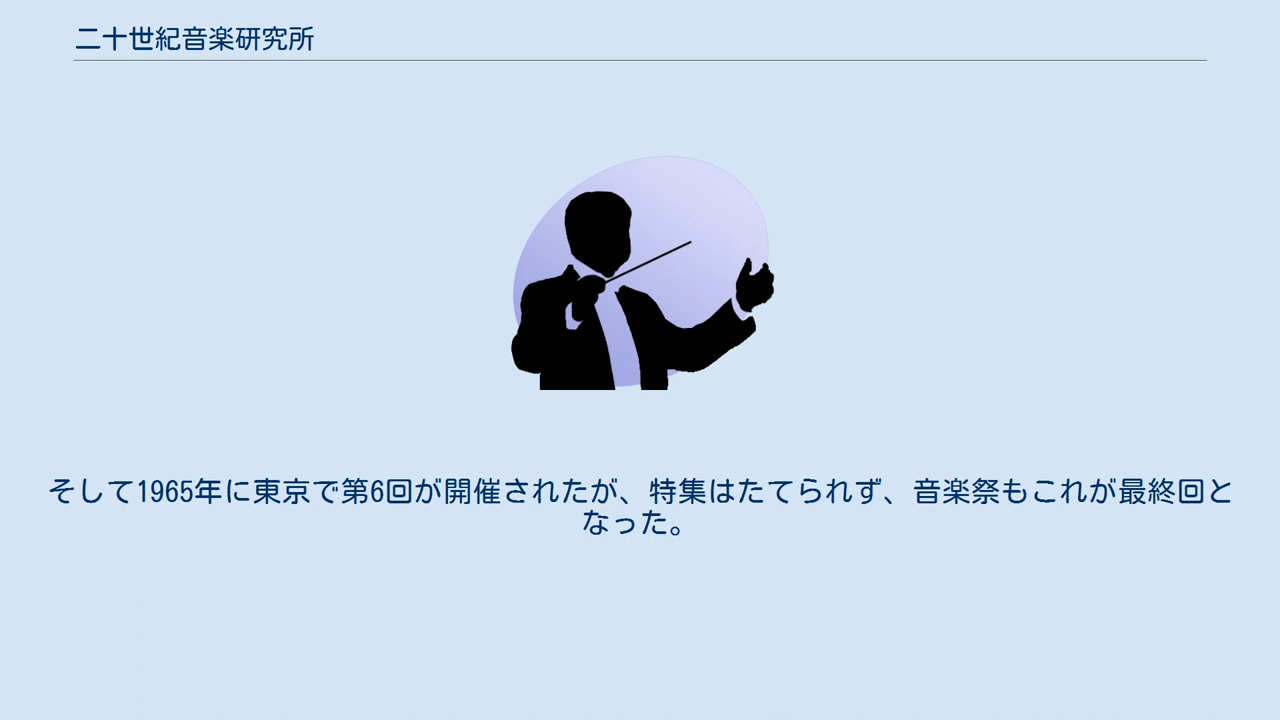 二十世紀音楽研究所
そして1965年に東京で第6回が開催されたが、特集はたてられず、音楽祭もこれが最終回と
なった。